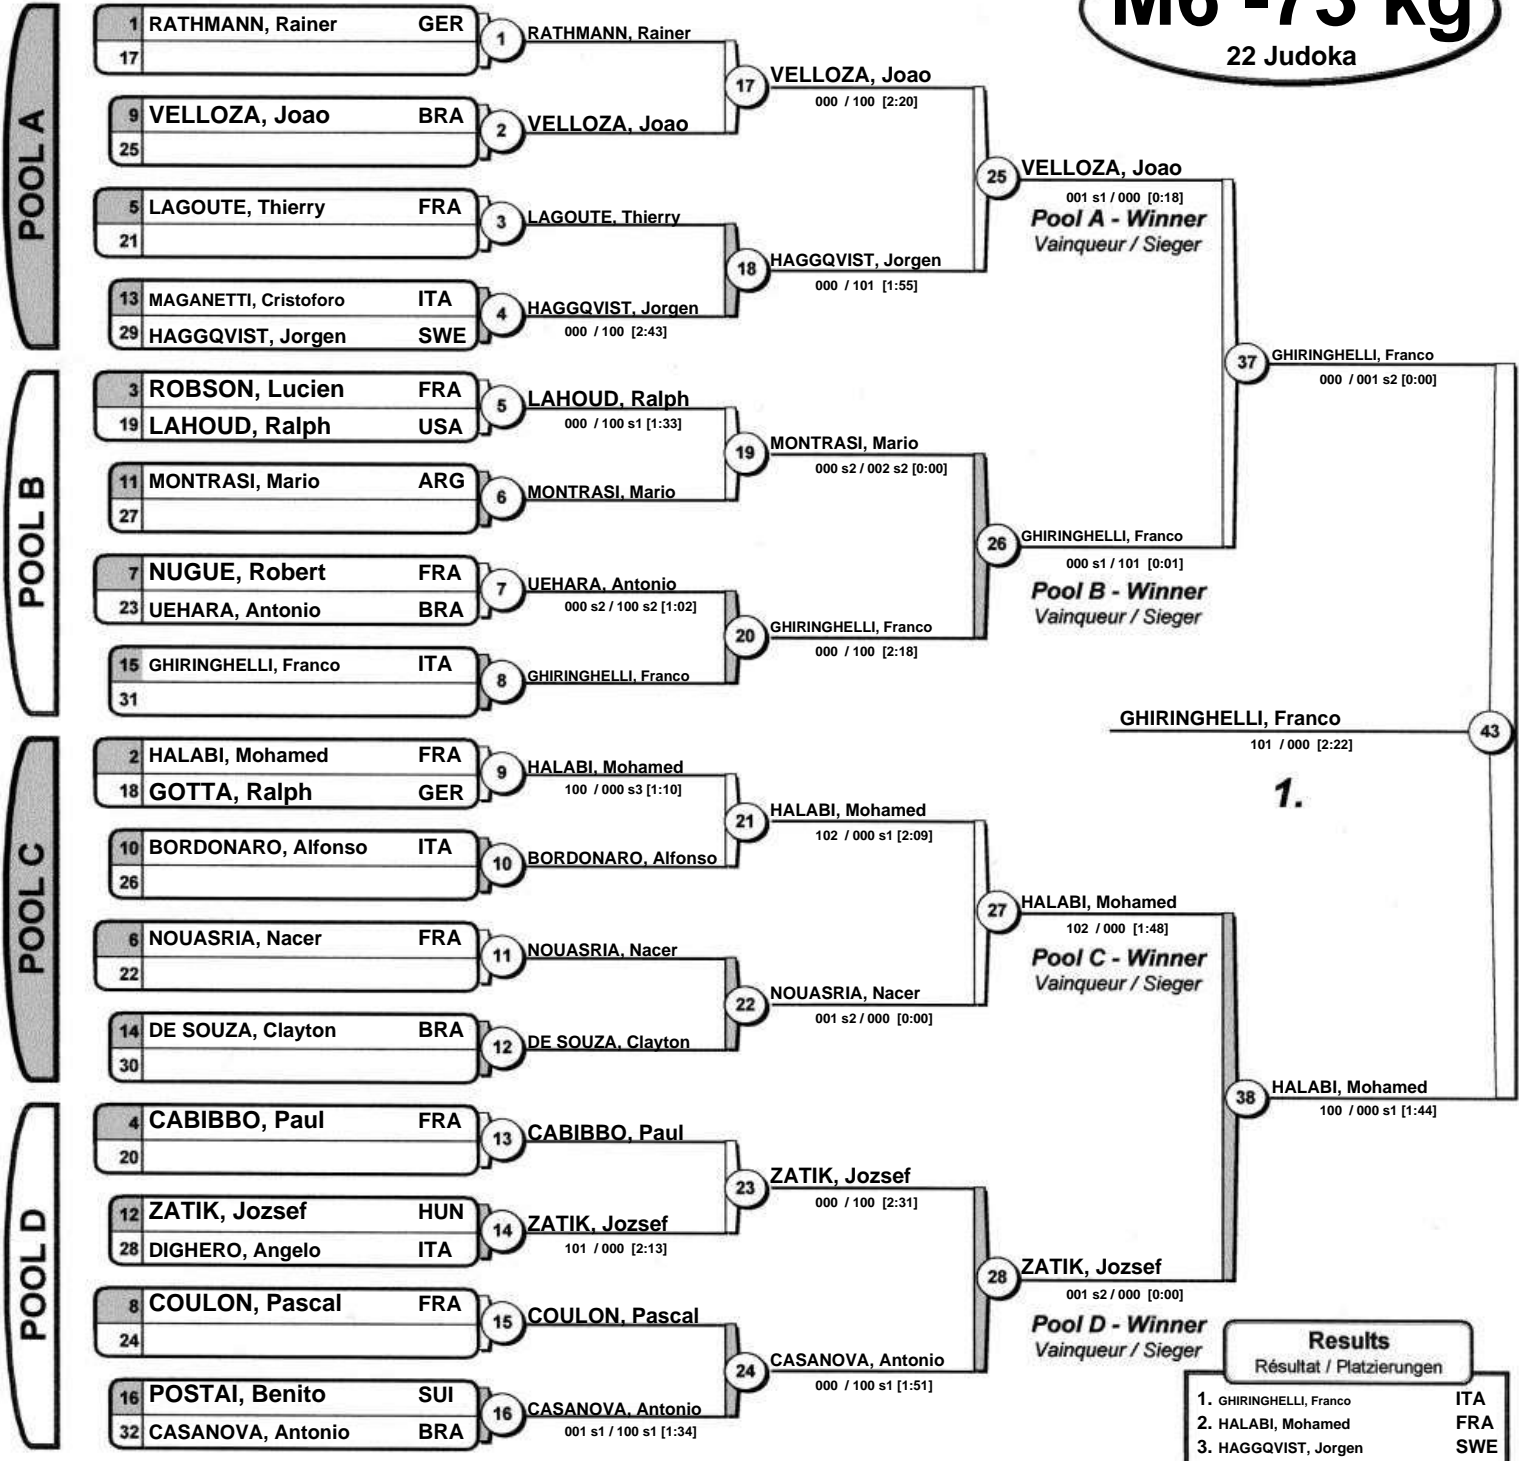 M6 -73 kg
22 Judoka
POOL A
1 RATHMANN, Rainer GER
17
9 VELLOZA, Joao BRA
25
5 LAGOUTE, Thierry FRA
21
13 MAGANETTI, Cristoforo ITA
29 HAGGQVIST, Jorgen SWE
1 RATHMANN, Rainer
2 VELLOZA, Joao
3 LAGOUTE, Thierry
4 HAGGQVIST, Jorgen
000 / 100 [2:43]
17 VELLOZA, Joao
000 / 100 [2:20]
18 HAGGQVIST, Jorgen
000 / 101 [1:55]
25 VELLOZA, Joao
001 s1 / 000 [0:18]
Pool A - Winner
Vainqueur / Sieger
POOL B
3 ROBSON, Lucien FRA
19 LAHOUD, Ralph USA
11 MONTRASI, Mario ARG
27
7 NUGUE, Robert FRA
23 UEHARA, Antonio BRA
15 GHIRINGHELLI, Franco ITA
31
5 LAHOUD, Ralph
000 / 100 s1 [1:33]
6 MONTRASI, Mario
7 UEHARA, Antonio
000 s2 / 100 s2 [1:02]
8 GHIRINGHELLI, Franco
19 MONTRASI, Mario
000 s2 / 002 s2 [0:00]
20 GHIRINGHELLI, Franco
000 / 100 [2:18]
26 GHIRINGHELLI, Franco
000 s1 / 101 [0:01]
Pool B - Winner
Vainqueur / Sieger
37 GHIRINGHELLI, Franco
000 / 001 s2 [0:00]
GHIRINGHELLI, Franco 43
101 / 000 [2:22]
1.
POOL C
2 HALABI, Mohamed FRA
18 GOTTA, Ralph GER
10 BORDONARO, Alfonso ITA
26
6 NOUASRIA, Nacer FRA
22
14 DE SOUZA, Clayton BRA
30
9 HALABI, Mohamed
100 / 000 s3 [1:10]
10 BORDONARO, Alfonso
11 NOUASRIA, Nacer
12 DE SOUZA, Clayton
21 HALABI, Mohamed
102 / 000 s1 [2:09]
22 NOUASRIA, Nacer
001 s2 / 000 [0:00]
27 HALABI, Mohamed
102 / 000 [1:48]
Pool C - Winner
Vainqueur / Sieger
38 HALABI, Mohamed
100 / 000 s1 [1:44]
POOL D
4 CABIBBO, Paul FRA
20
12 ZATIK, Jozsef HUN
28 DIGHERO, Angelo ITA
8 COULON, Pascal FRA
24
16 POSTAI, Benito SUI
32 CASANOVA, Antonio BRA
13 CABIBBO, Paul
14 ZATIK, Jozsef
101 / 000 [2:13]
15 COULON, Pascal
16 CASANOVA, Antonio
001 s1 / 100 s1 [1:34]
23 ZATIK, Jozsef
000 / 100 [2:31]
24 CASANOVA, Antonio
000 / 100 s1 [1:51]
28 ZATIK, Jozsef
001 s2 / 000 [0:00]
Pool D - Winner
Vainqueur / Sieger
Results
Résultat / Platzierungen
1. GHIRINGHELLI, Franco ITA
2. HALABI, Mohamed FRA
3. HAGGQVIST, Jorgen SWE